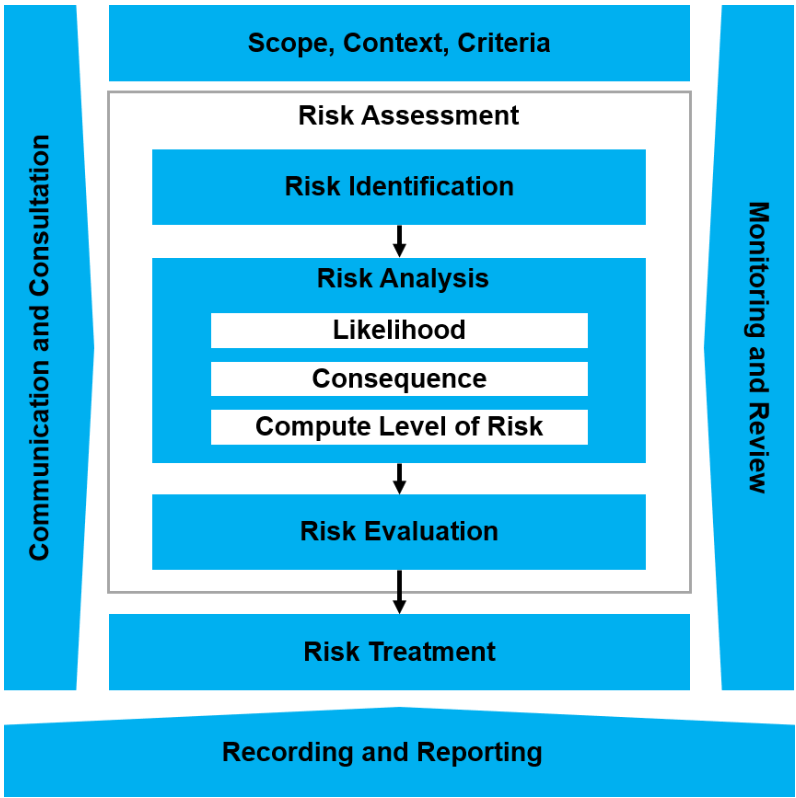 Scope, Context, Criteria
Communication and Consultation
Risk Assessment
Risk Identification
Risk Analysis
Likelihood
Consequence
Compute Level of Risk
Risk Evaluation
Risk Treatment
Monitoring and Review
Recording and Reporting